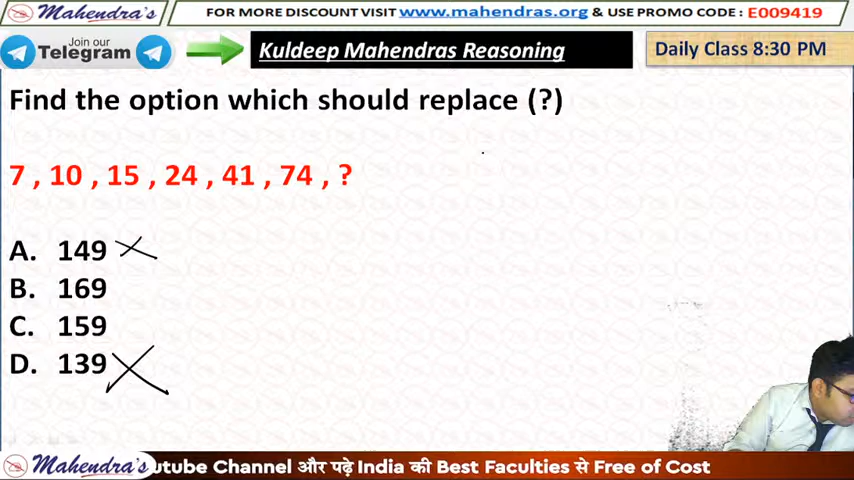 Mahendra's
FOR MORE DISCOUNT VISIT www.mahendras.org & USE PROMO CODE : E009419
Join our
Telegram
Kuldeep Mahendras Reasoning
Daily Class 8:30 PM
Find the option which should replace (?)
7 , 10 , 15 , 24 , 41 , 74 , ?
A. 149
B. 169
C. 159
D. 139
Mahendra's
utube Channel और पढ़े India की Best Faculties से Free of Cost